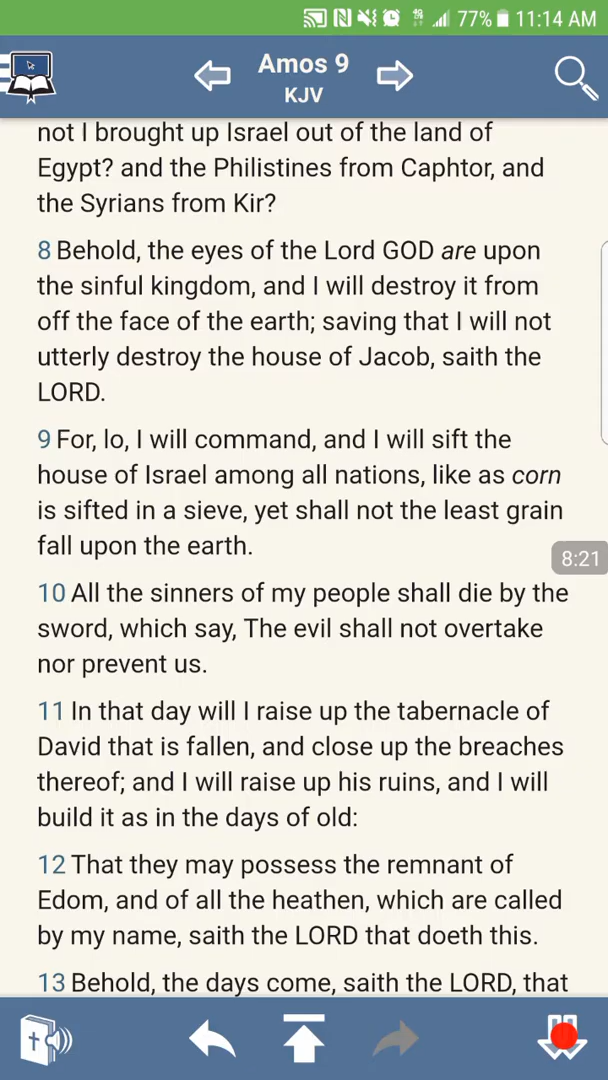 77% 11:14 AM
Amos 9
KJV
not I brought up Israel out of the land of
Egypt? and the Philistines from Caphtor, and
the Syrians from Kir?
8 Behold, the eyes of the Lord GOD are upon
the sinful kingdom, and I will destroy it from
off the face of the earth; saving that I will not
utterly destroy the house of Jacob, saith the
LORD.
9 For, lo, I will command, and I will sift the
house of Israel among all nations, like as corn
is sifted in a sieve, yet shall not the least grain
fall upon the earth.
8:21
10 All the sinners of my people shall die by the
sword, which say, The evil shall not overtake
nor prevent us.
11 In that day will I raise up the tabernacle of
David that is fallen, and close up the breaches
thereof; and I will raise up his ruins, and I will
build it as in the days of old:
12 That they may possess the remnant of
Edom, and of all the heathen, which are called
by my name, saith the LORD that doeth this.
13 Behold, the days come, saith the LORD, that